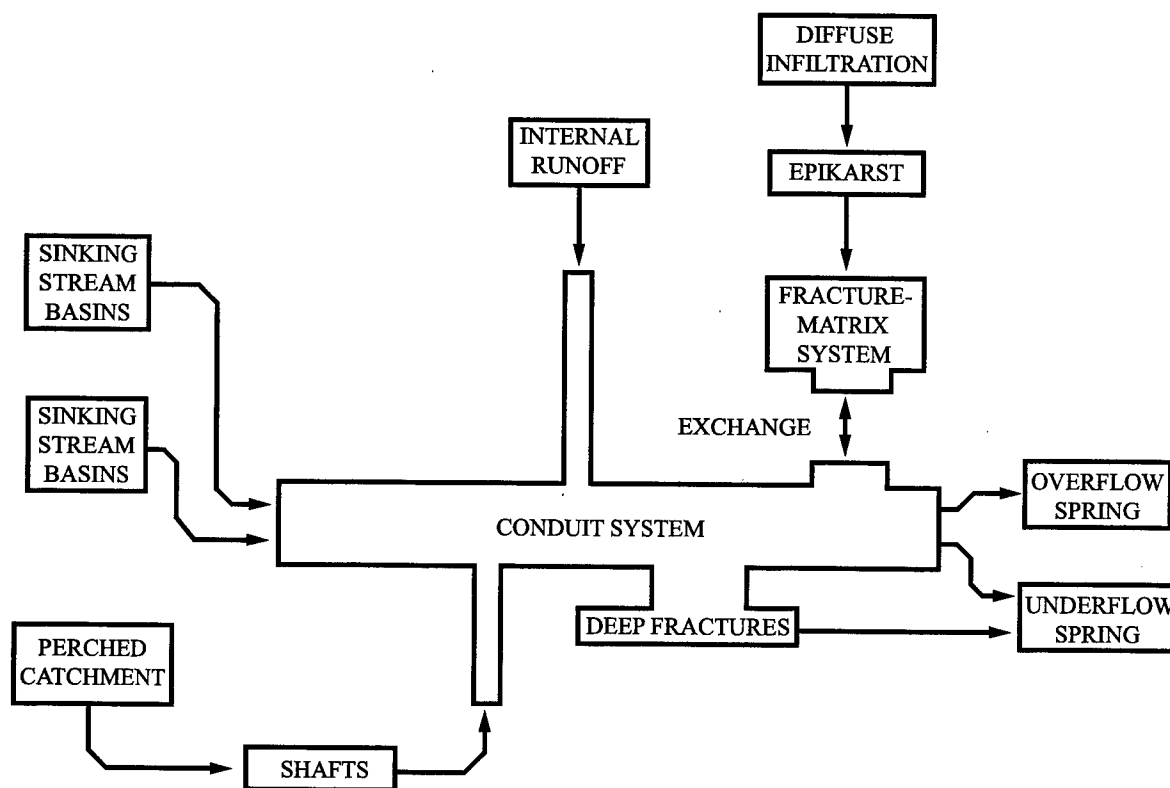 DIFFUSE
INFILTRATION
INTERNAL
RUNOFF
EPIKARST
SINKING
STREAM
BASINS
FRACTURE-
MATRIX
SYSTEM
SINKING
STREAM
BASINS
EXCHANGE
CONDUIT SYSTEM
OVERFLOW
SPRING
DEEP FRACTURES
UNDERFLOW
SPRING
PERCHED
CATCHMENT
SHAFTS